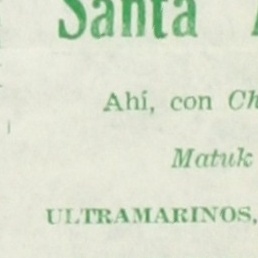 Santa
Ahí, con Ch
Matuk
ULTRAMARINOS,